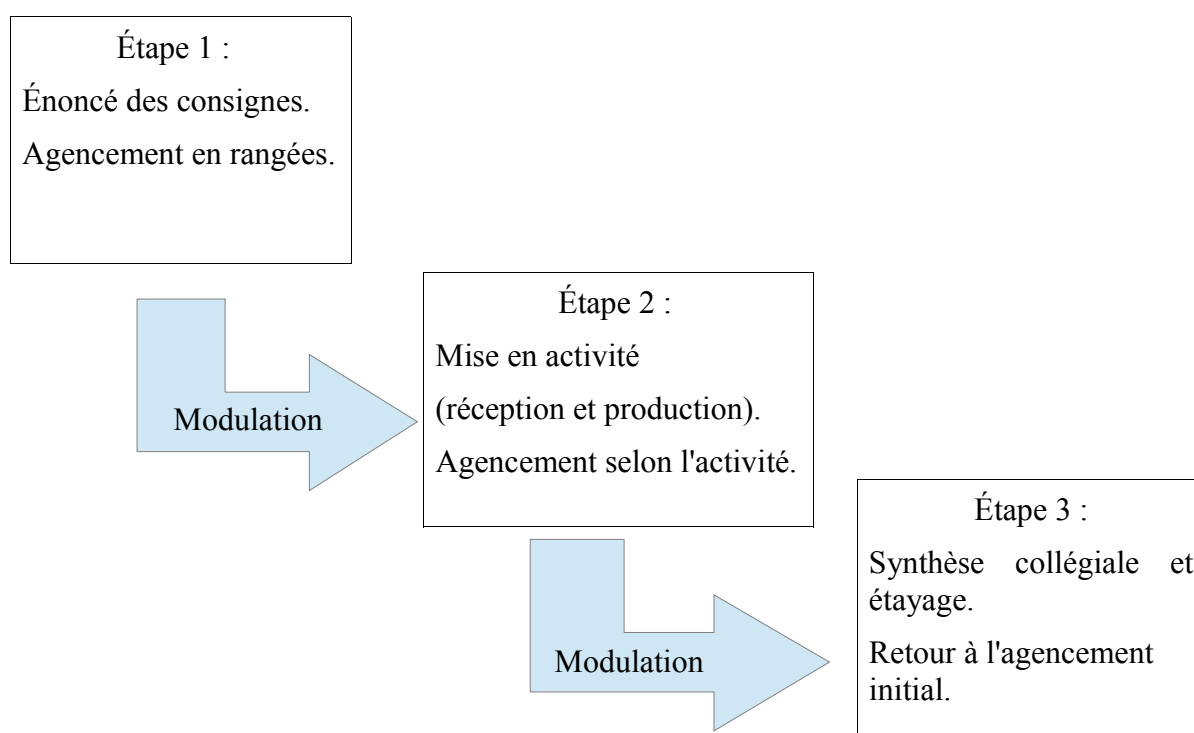 Étape 1 :
Énoncé des consignes.
Agencement en rangées.
Modulation
Étape 2 :
Mise en activité
(réception et production).
Agencement selon l'activité.
Modulation
Étape 3 :
Synthèse collégiale et
étayage.
Retour à l'agencement
initial.